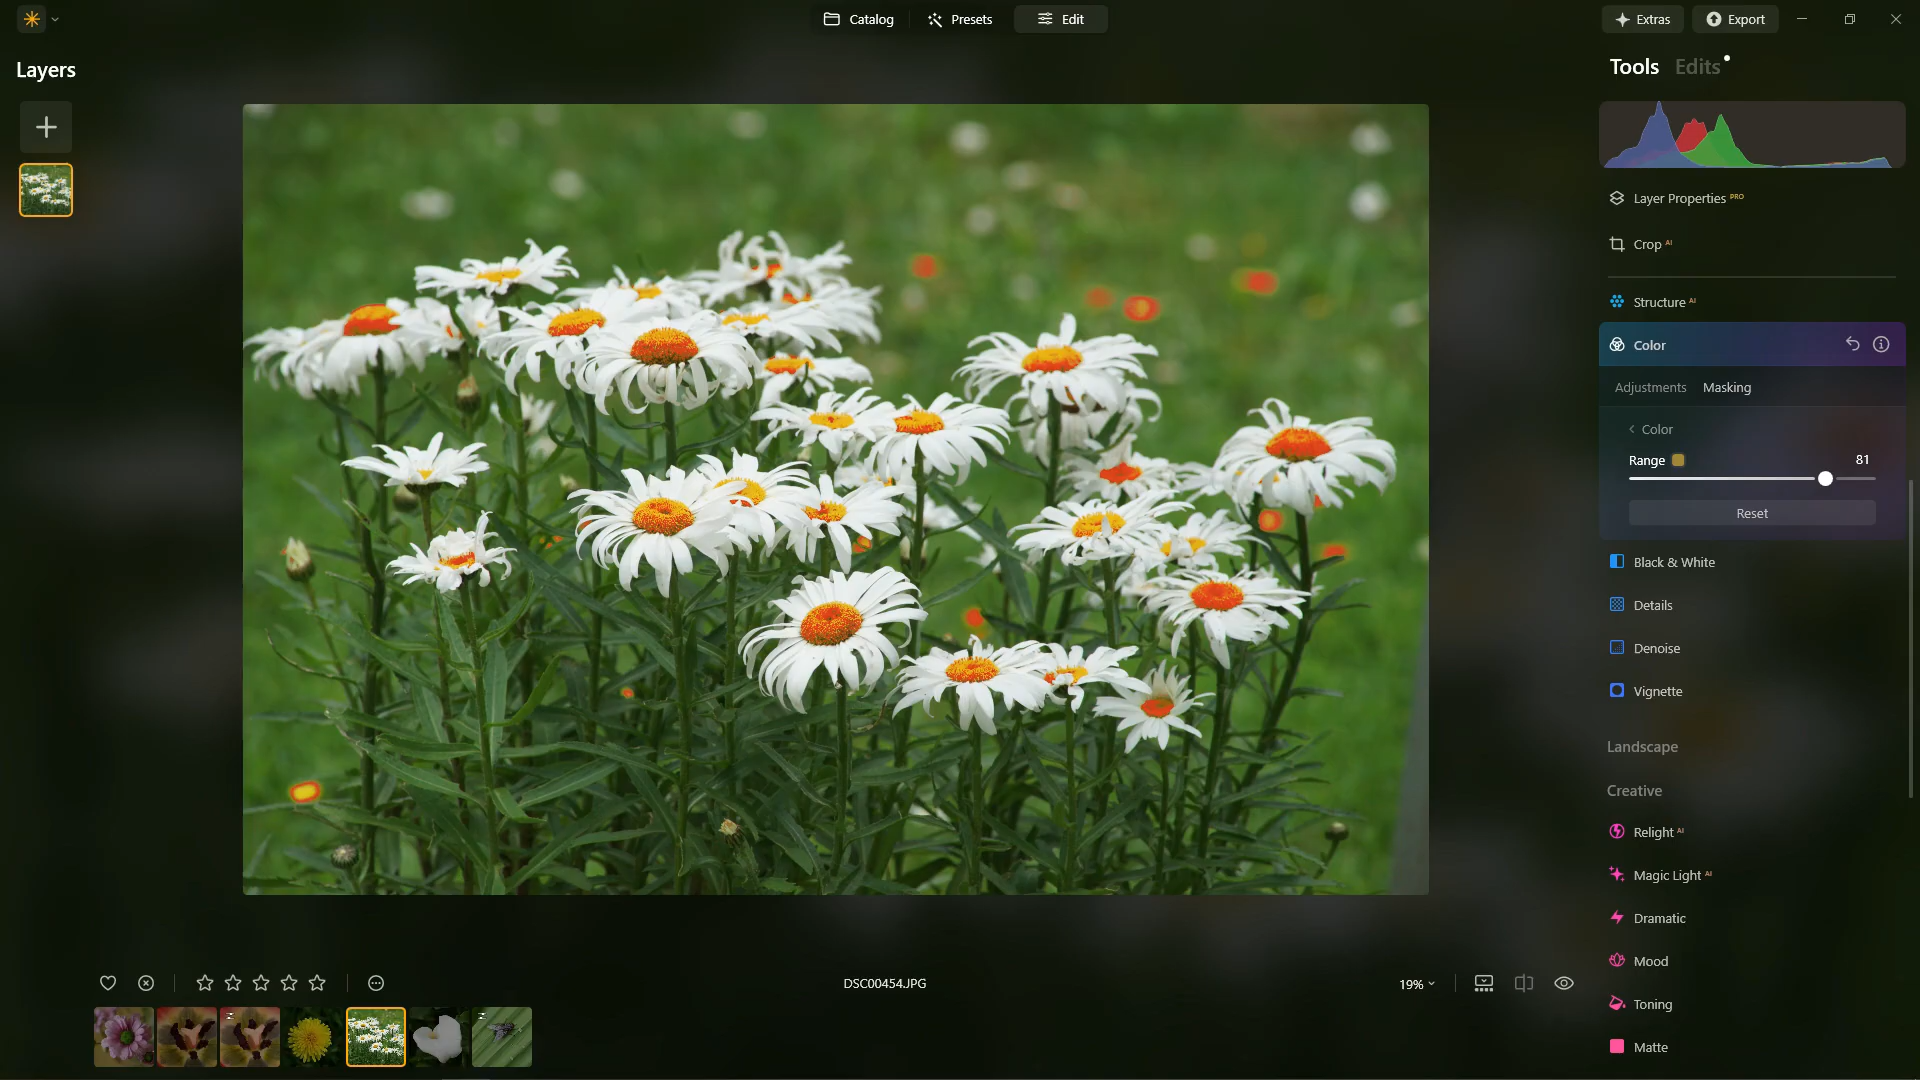 Catalog
Presets
Edit
Extras
Export
Layers
Tools
Edits
Layer Properties PRO
Crop AI
Structure AI
Color
Adjustments
Masking
Color
Range
81
Reset
Black & White
Details
Denoise
Vignette
Landscape
Creative
Relight AI
Magic Light AI
Dramatic
Mood
Toning
Matte
DSC00454.JPG
19%